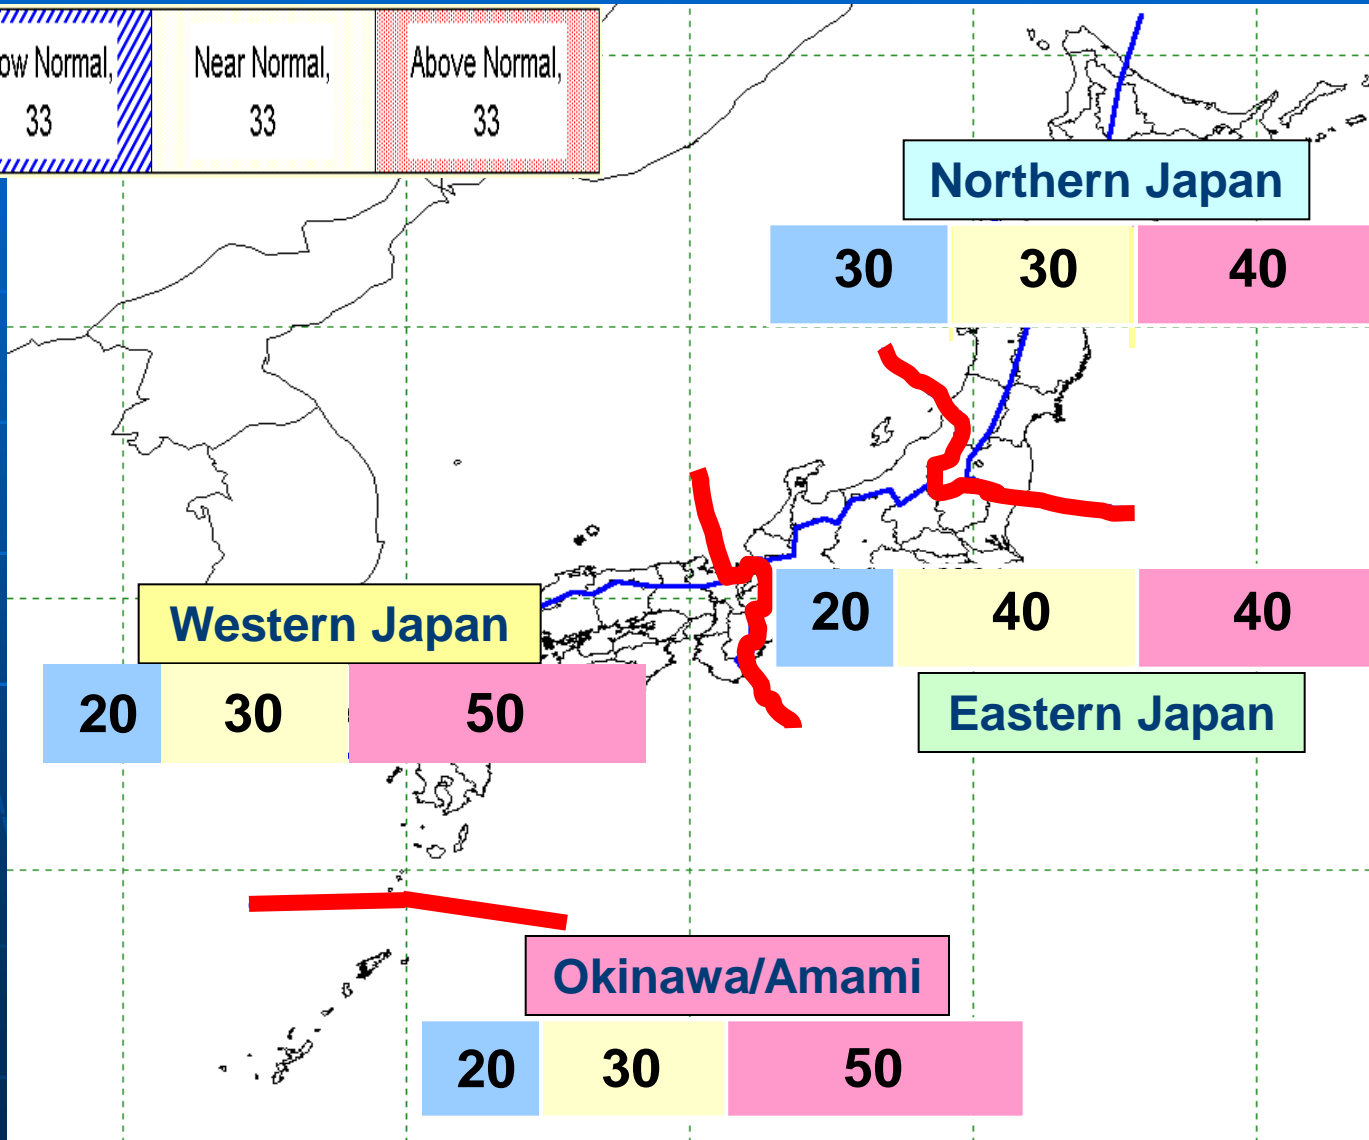 ow Normal, Near Normal, Above Normal,
33 33 33
Northern Japan
30 30 40
Western Japan
20 30 50
20 40 40
Eastern Japan
Okinawa/Amami
20 30 50